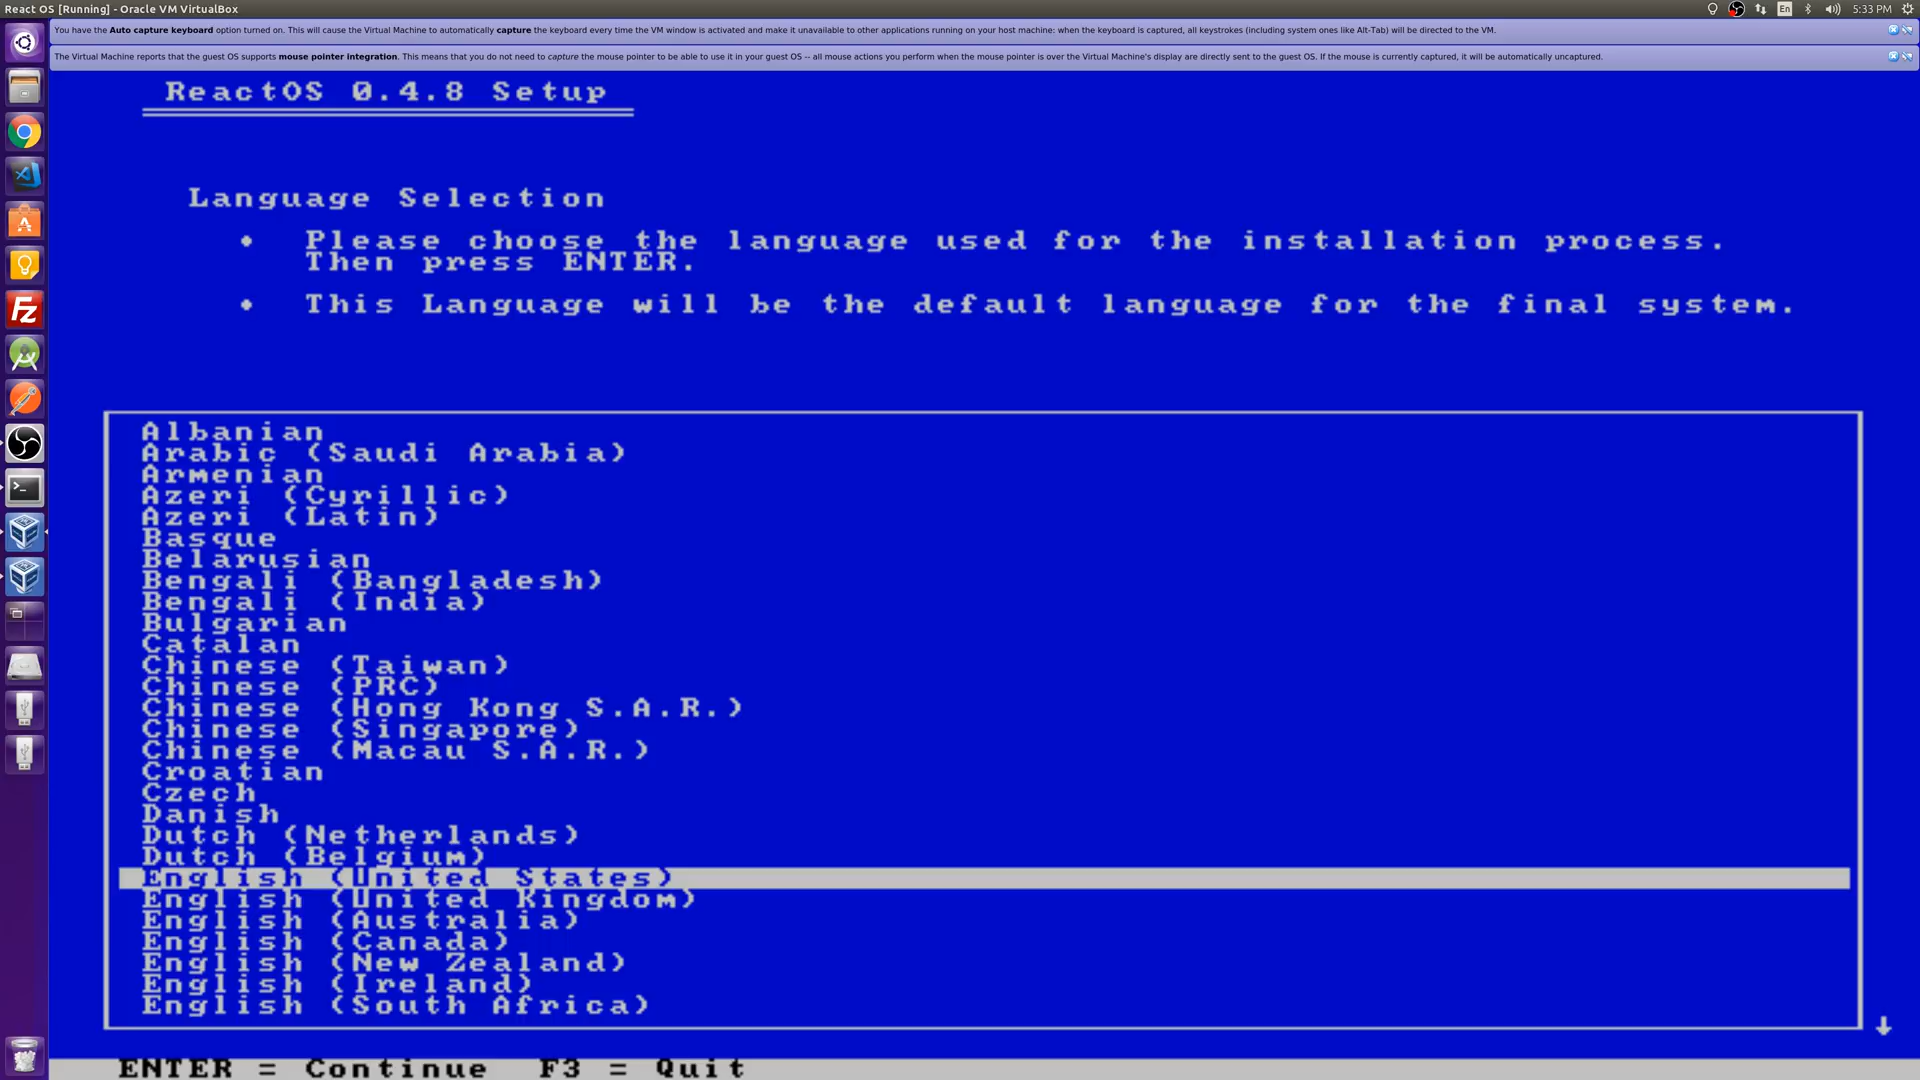 React OS [Running] - Oracle VM VirtualBox
En
5:33 PM
You have the Auto capture keyboard option turned on. This will cause the Virtual Machine to automatically capture the keyboard every time the VM window is activated and make it unavailable to other applications running on your host machine: when the keyboard is captured, all keystrokes (including system ones like Alt-Tab) will be directed to the VM.
The Virtual Machine reports that the guest OS supports mouse pointer integration. This means that you do not need to capture the mouse pointer to be able to use it in your guest OS -- all mouse actions you perform when the mouse pointer is over the Virtual Machine's display are directly sent to the guest OS. If the mouse is currently captured, it will be automatically uncaptured.
ReactOS 0.4.8 Setup
Language Selection
• Please choose the language used for the installation process.
Then press ENTER.
• This Language will be the default language for the final system.
Albanian
Arabic (Saudi Arabia)
Armenian
Azeri (Cyrillic)
Azeri (Latin)
Basque
Belarusian
Bengali (Bangladesh)
Bengali (India)
Bulgarian
Catalan
Chinese (Taiwan)
Chinese (PRC)
Chinese (Hong Kong S.A.R.)
Chinese (Singapore)
Chinese (Macau S.A.R.)
Croatian
Czech
Danish
Dutch (Netherlands)
Dutch (Belgium)
English (United States)
English (United Kingdom)
English (Australia)
English (Canada)
English (New Zealand)
English (Ireland)
English (South Africa)
ENTER = Continue F3 = Quit